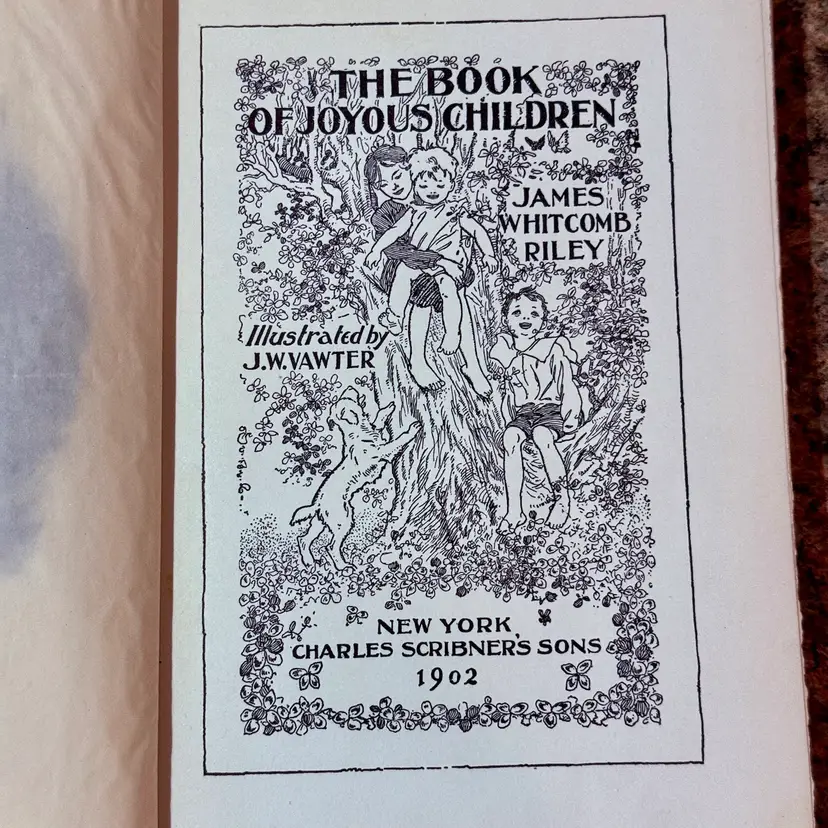 THE BOOK
OF JOYOUS CHILDREN
JAMES
WHITCOMB
RILEY
Illustrated by
J.W. VAWTER
NEW YORK,
CHARLES SCRIBNER'S SONS
1902